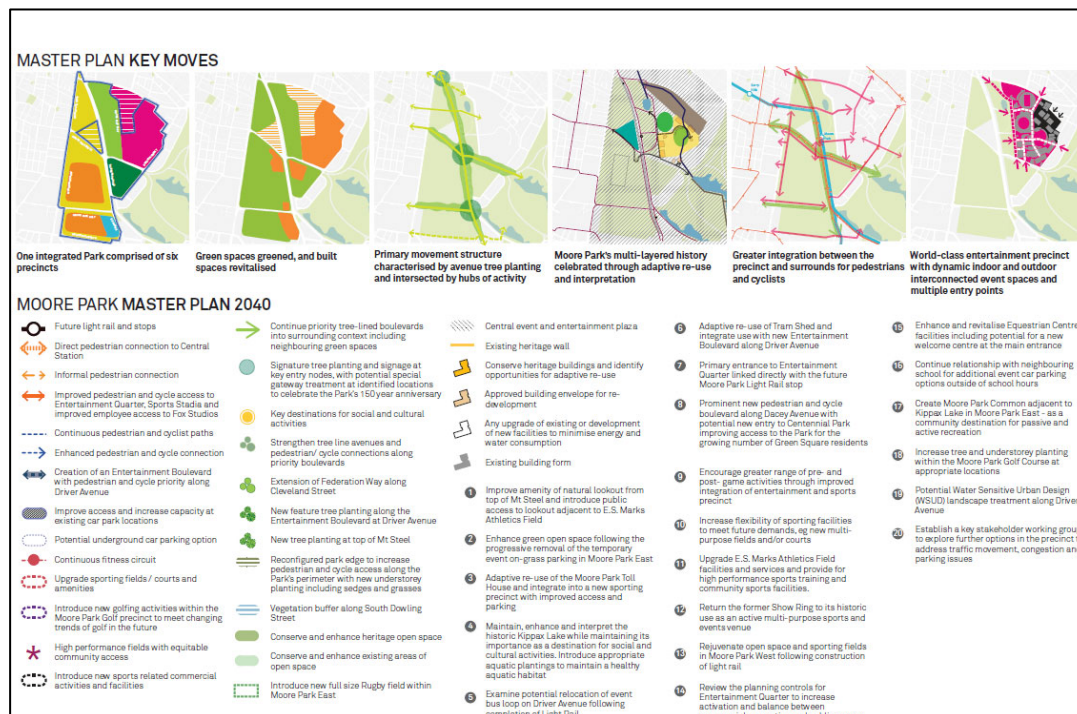 MASTER PLAN KEY MOVES
One integrated Park comprised of six
precincts
Green spaces greened, and built
spaces revitalised
Primary movement structure
characterised by avenue tree planting
and intersected by hubs of activity
Moore Park's multi-layered history
celebrated through adaptive re-use
and interpretation
Greater integration between the
precinct and surrounds for pedestrians
and cyclists
World-class entertainment precinct
with dynamic indoor and outdoor
interconnected event spaces and
multiple entry points
MOORE PARK MASTER PLAN 2040
Future light rail and stops
Direct pedestrian connection to Central
Station
Informal pedestrian connection
Improved pedestrian and cycle access to
Entertainment Quarter, Sports Stadia and
improved employee access to Fox Studios
Continuous pedestrian and cyclist paths
Enhanced pedestrian and cycle connection
Creation of an Entertainment Boulevard
with pedestrian and cycle priority along
Driver Avenue
Improve access and increase capacity at
existing car park locations
Potential underground car parking option
Continuous fitness circuit
Upgrade sporting fields / courts and
amenities
Introduce new golfing activities within the
Moore Park Golf precinct to meet changing
trends of golf in the future
High performance fields with equitable
community access
Introduce new sports related commercial
activities and facilities
Continue priority tree-lined boulevards
into surrounding context including
neighbouring green spaces
Signature tree planting and signage at
key entry nodes, with potential special
gateway treatment at identified locations
to celebrate the Park's 150 year anniversary
Key destinations for social and cultural
activities
Strengthen tree line avenues and
pedestrian/ cycle connections along
priority boulevards
Extension of Federation Way along
Cleveland Street
New feature tree planting along the
Entertainment Boulevard at Driver Avenue
New tree planting at top of Mt Steel
Reconfigured park edge to increase
pedestrian and cycle access along the
Park's perimeter with new understorey
planting including sedges and grasses
Vegetation buffer along South Dowling
Street
Conserve and enhance heritage open space
Conserve and enhance existing areas of
open space
Introduce new full size Rugby field within
Moore Park East
Central event and entertainment plaza
Existing heritage wall
Conserve heritage buildings and identify
opportunities for adaptive re-use
Approved building envelope for re-
development
Any upgrade of existing or development
of new facilities to minimise energy and
water consumption
Existing building form
1 Improve amenity of natural lookout from
top of Mt Steel and introduce public
access to lookout adjacent to E.S. Marks
Athletics Field
2 Enhance green open space following the
progressive removal of the temporary
event on-grass parking in Moore Park East
3 Adaptive re-use of the Moore Park Toll
House and integrate into a new sporting
precinct with improved access and
parking
4 Maintain, enhance and interpret the
historic Kippax Lake while maintaining its
importance as a destination for social and
cultural activities. Introduce appropriate
aquatic plantings to maintain a healthy
aquatic habitat
5 Examine potential relocation of event
bus loop on Driver Avenue following
completion of Light Rail
6 Adaptive re-use of Tram Shed and
integrate use with new Entertainment
Boulevard along Driver Avenue
7 Primary entrance to Entertainment
Quarter linked directly with the future
Moore Park Light Rail stop
8 Prominent new pedestrian and cycle
boulevard along Dacey Avenue with
potential new entry to Centennial Park
improving access to the Park for the
growing number of Green Square residents
9 Encourage greater range of pre- and
post- game activities through improved
integration of entertainment and sports
precinct
10 Increase flexibility of sporting facilities
to meet future demands, eg new multi-
purpose fields and/or courts
11 Upgrade E.S. Marks Athletics Field
facilities and services and provide for
high performance sports training and
community sports facilities.
12 Return the former Show Ring to its historic
use as an active multi-purpose sports and
events venue
13 Rejuvenate open space and sporting fields
in Moore Park West following construction
of light rail
14 Review the planning controls for
Entertainment Quarter to increase
activation and balance between
15 Enhance and revitalise Equestrian Centre
facilities including potential for a new
welcome centre at the main entrance
16 Continue relationship with neighbouring
school for additional event car parking
options outside of school hours
17 Create Moore Park Common adjacent to
Kippax Lake in Moore Park East - as a
community destination for passive and
active recreation
18 Increase tree and understorey planting
within the Moore Park Golf Course at
appropriate locations
19 Potential Water Sensitive Urban Design
(WSUD) landscape treatment along Driver
Avenue
20 Establish a key stakeholder working group
to explore further options in the precinct t
address traffic movement, congestion and
parking issues